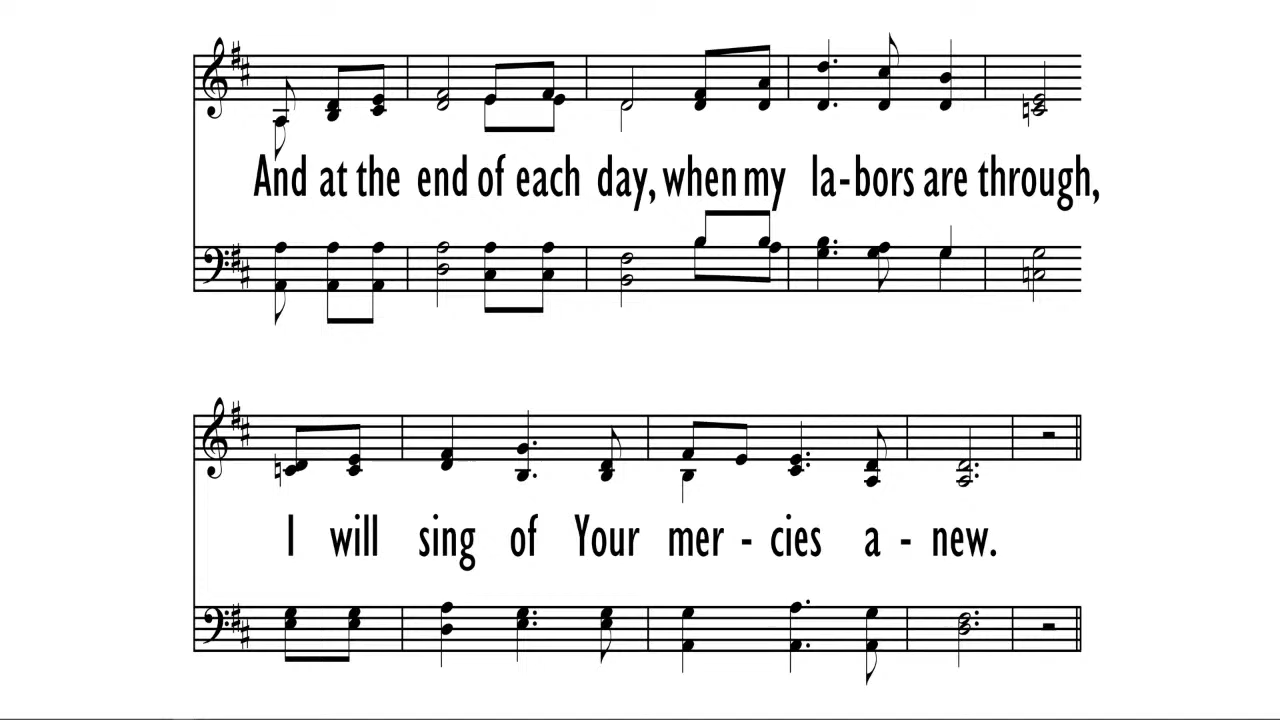 And at the end of each day, when my la-bors are through,
I will sing of Your mer - cies a - new.